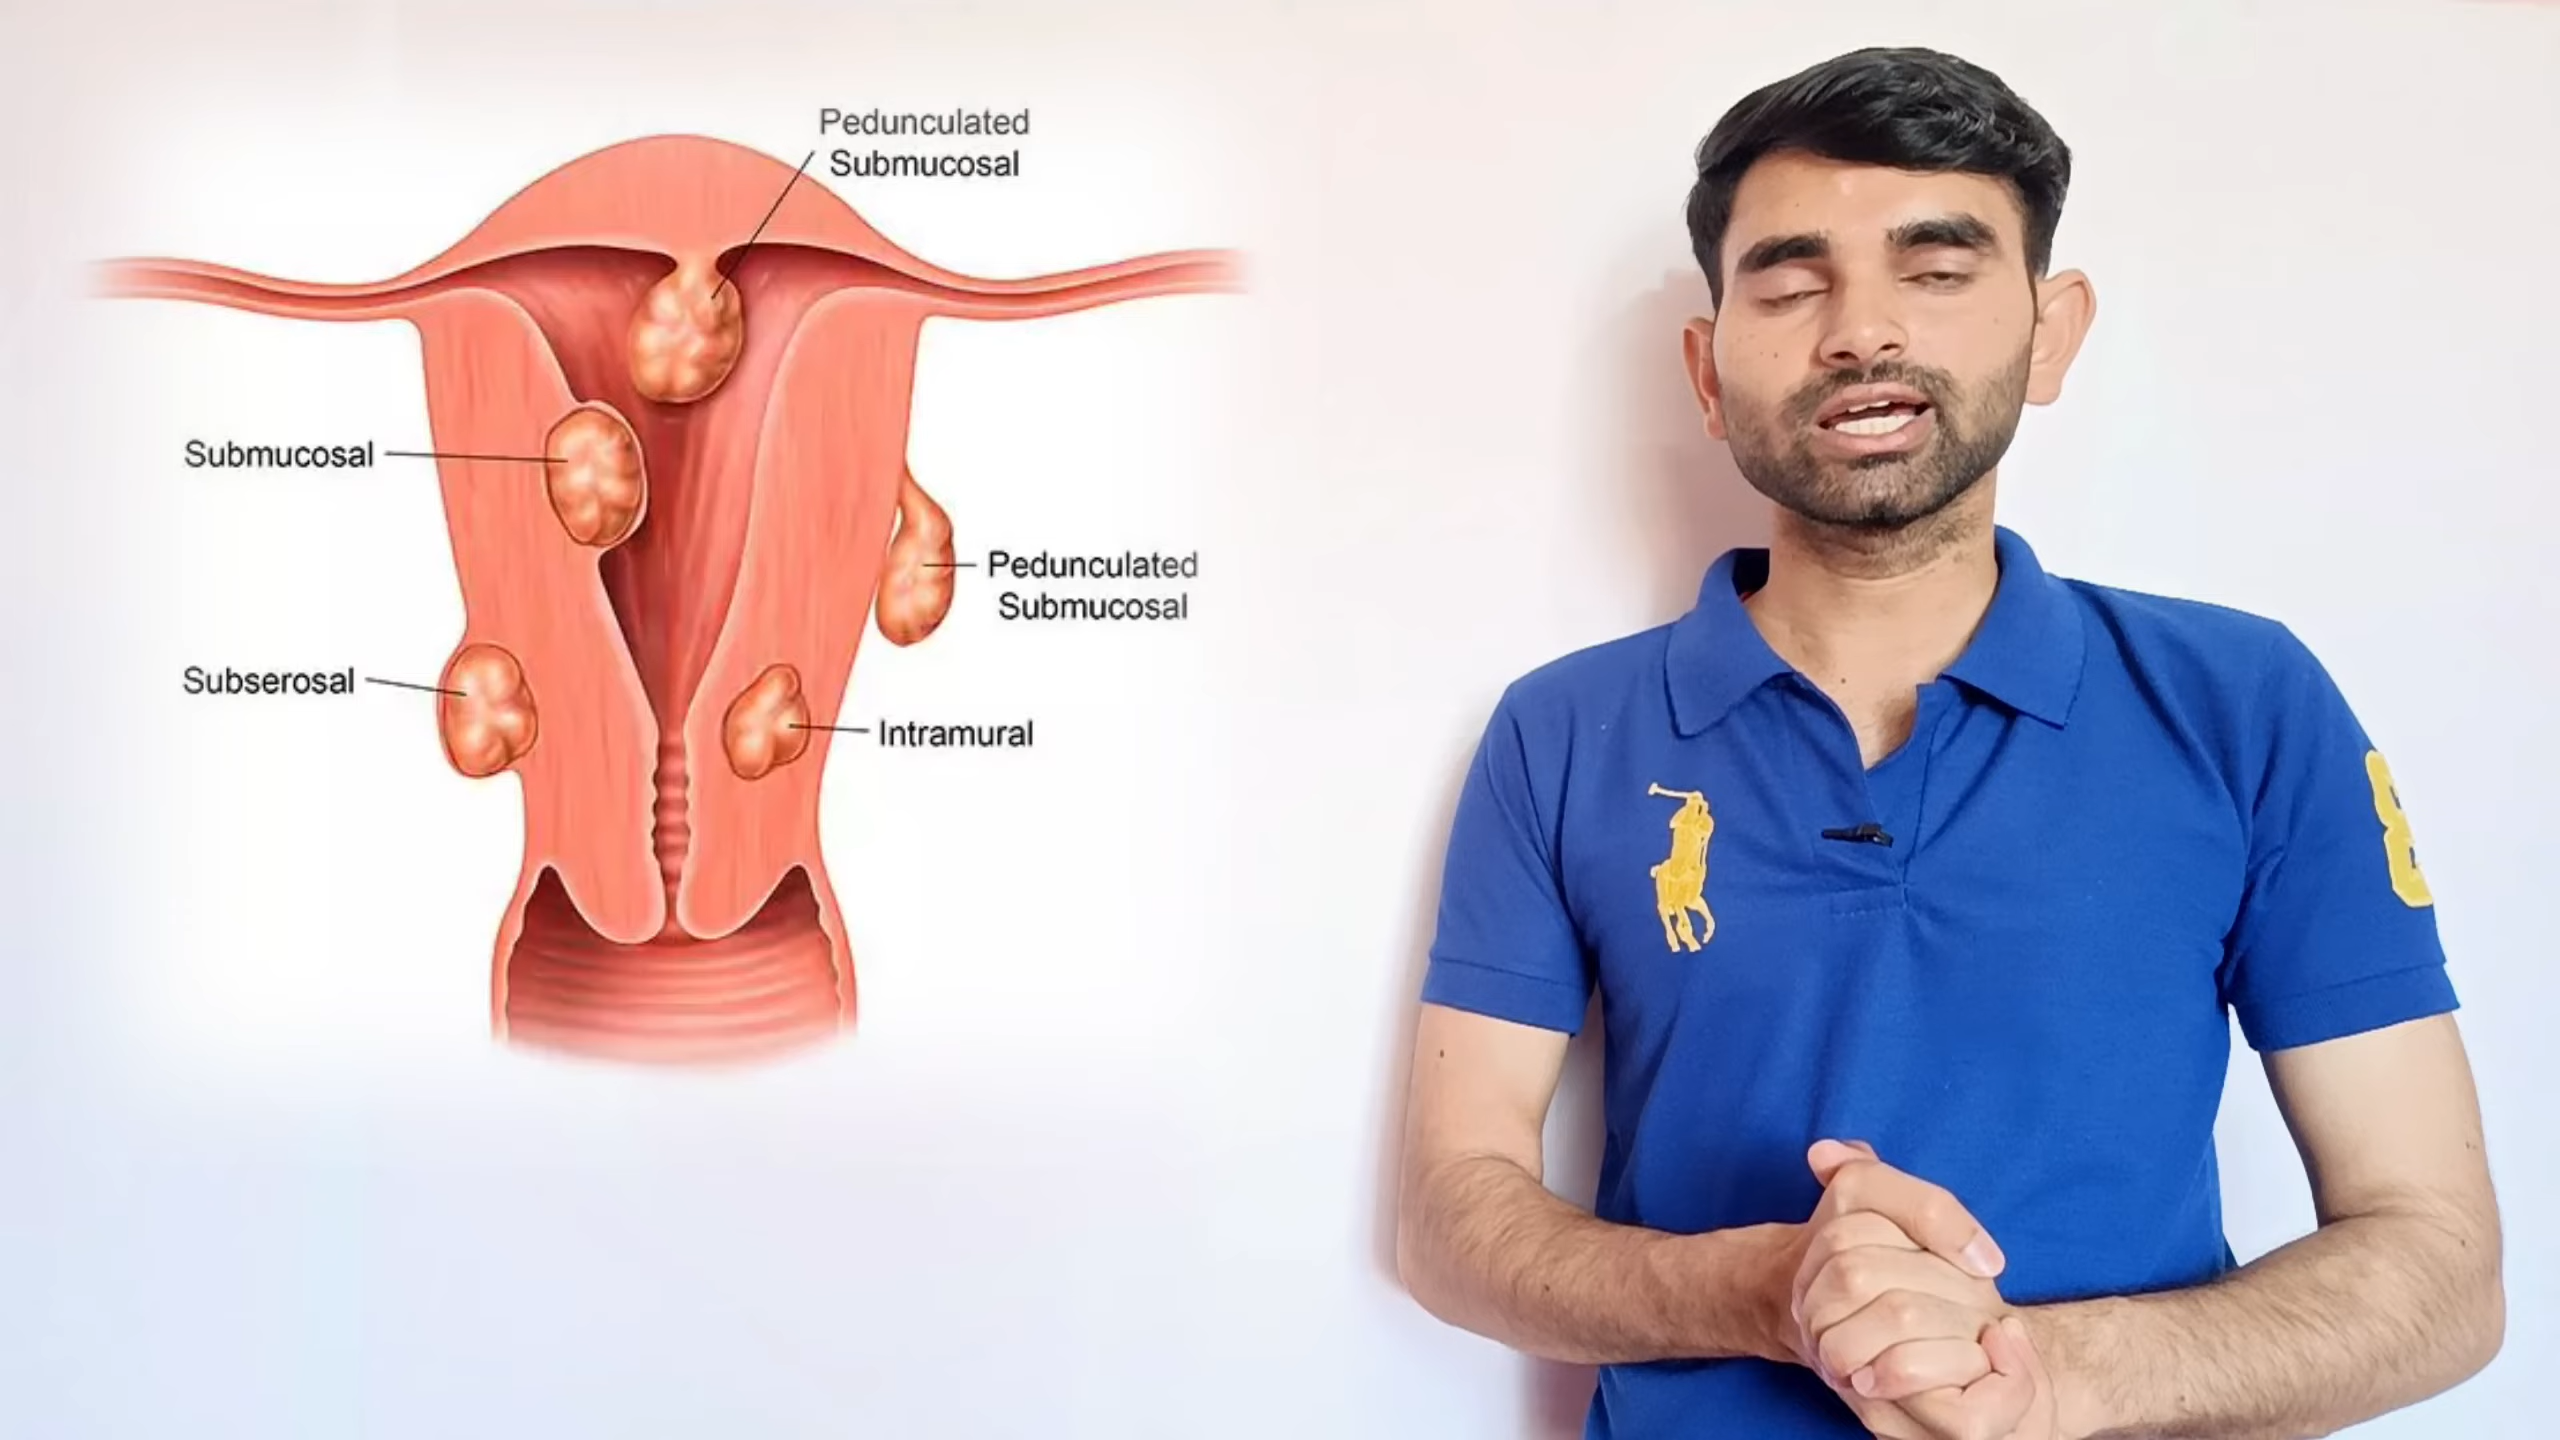 Pedunculated
Submucosal
Submucosal
Pedunculated
Submucosal
Subserosal
Intramural